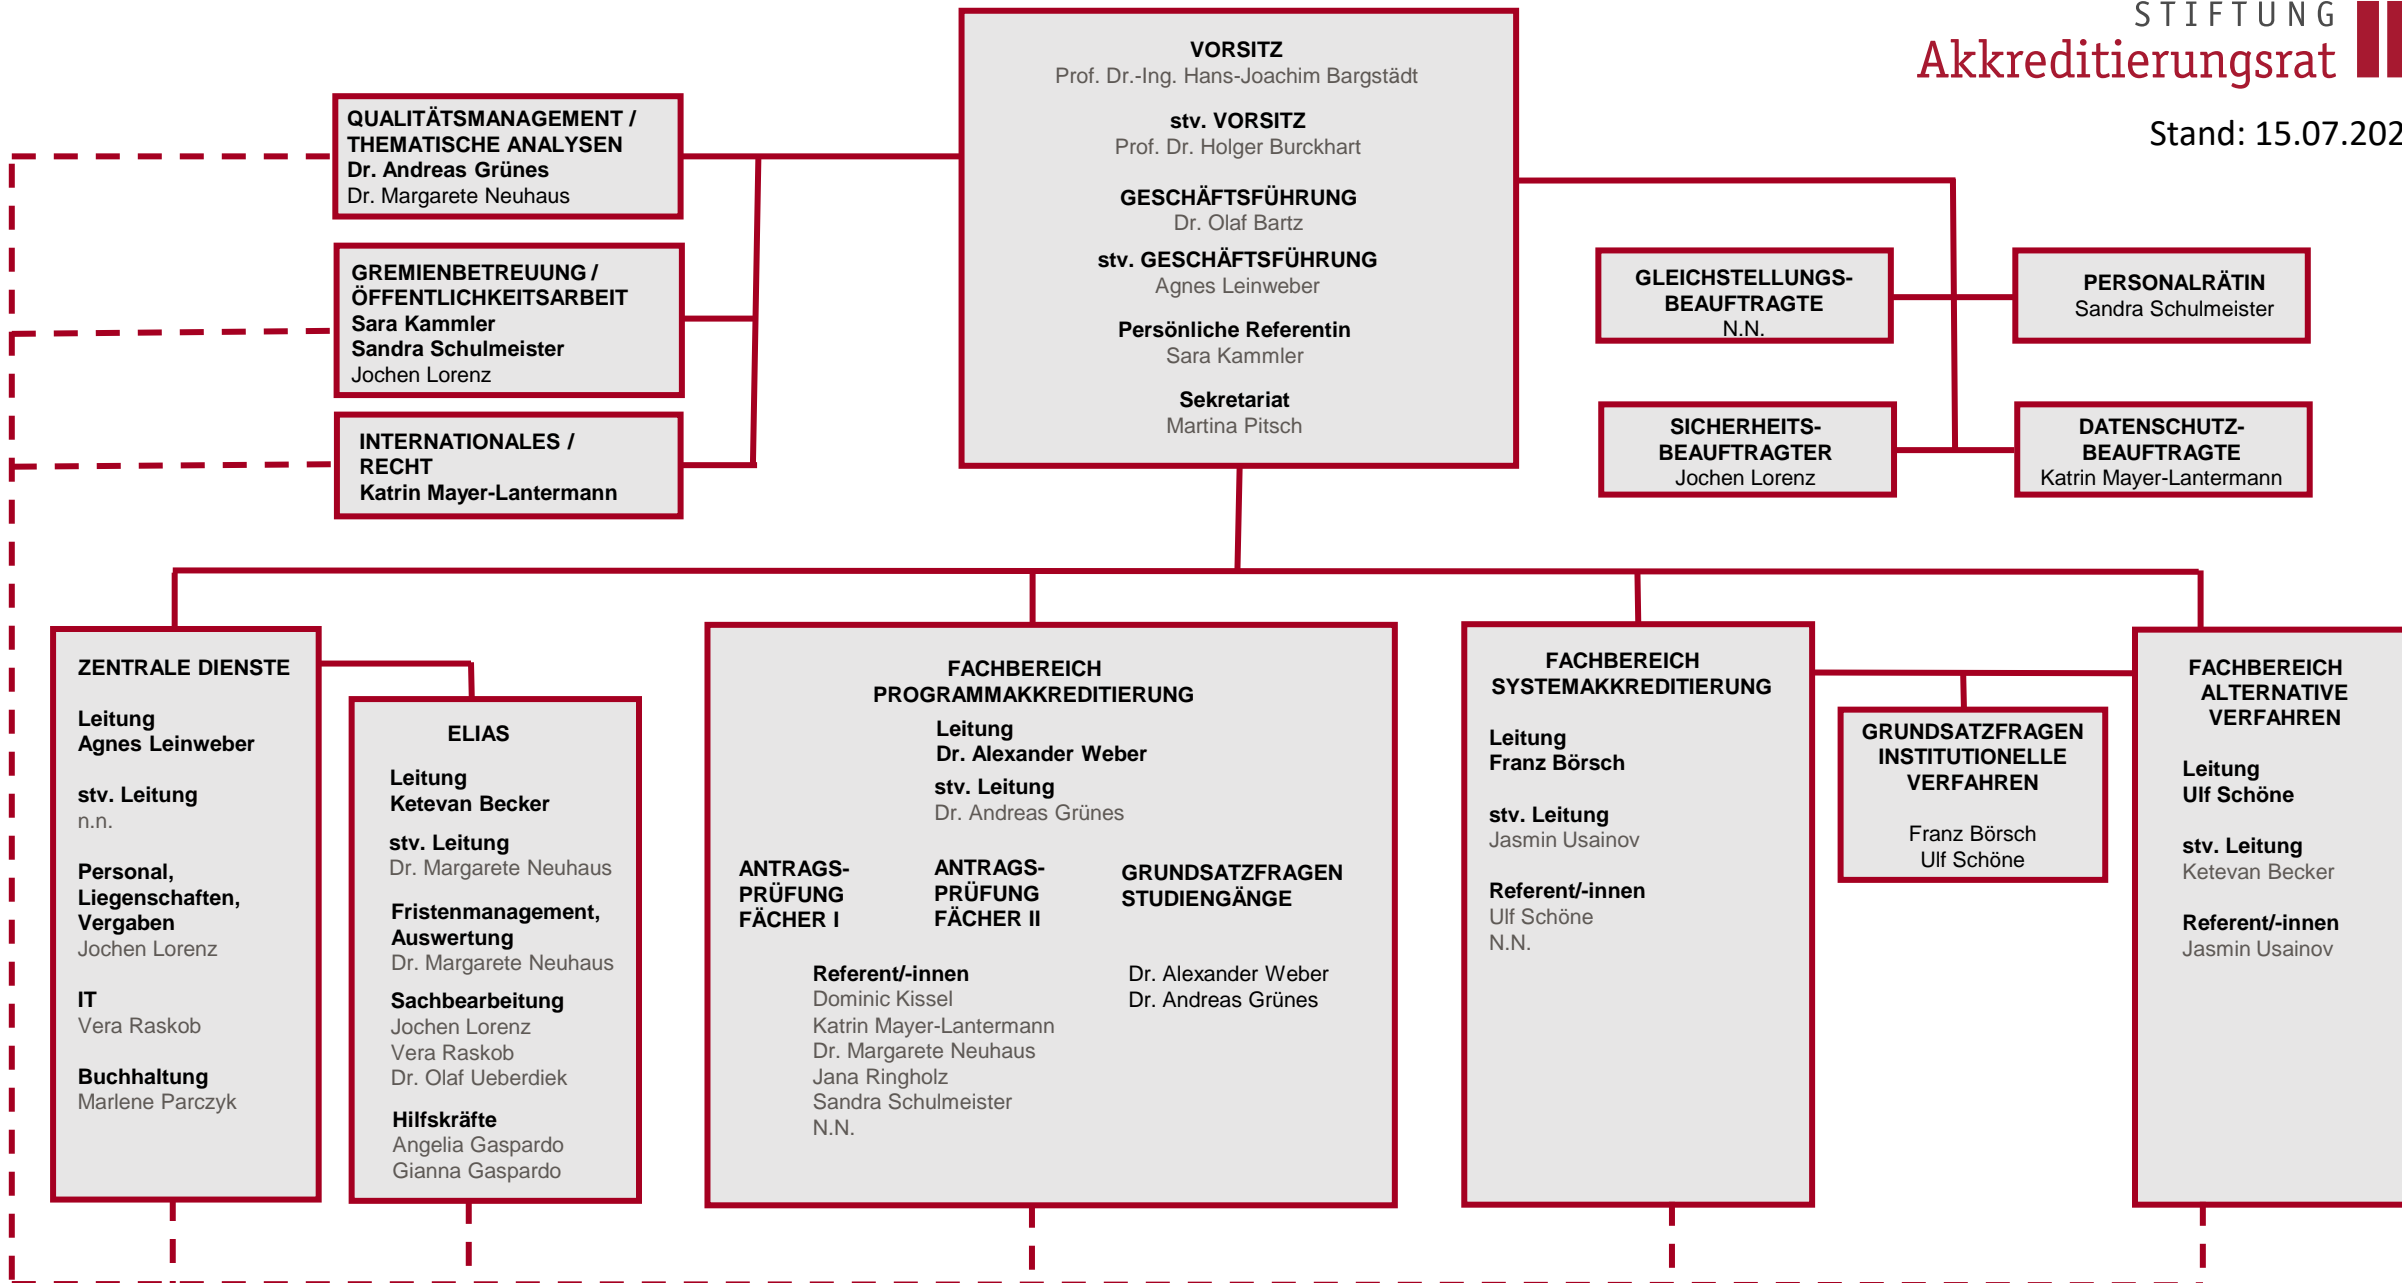 STIFTUNG
Akkreditierungsrat
Stand: 15.07.202
VORSITZ
Prof. Dr.-Ing. Hans-Joachim Bargstädt
stv. VORSITZ
Prof. Dr. Holger Burckhart
GESCHÄFTSFÜHRUNG
Dr. Olaf Bartz
stv. GESCHÄFTSFÜHRUNG
Agnes Leinweber
Persönliche Referentin
Sara Kammler
Sekretariat
Martina Pitsch
QUALITÄTSMANAGEMENT /
THEMATISCHE ANALYSEN
Dr. Andreas Grünes
Dr. Margarete Neuhaus
GREMIENBETREUUNG /
ÖFFENTLICHKEITSARBEIT
Sara Kammler
Sandra Schulmeister
Jochen Lorenz
INTERNATIONALES /
RECHT
Katrin Mayer-Lantermann
GLEICHSTELLUNGS-
BEAUFTRAGTE
N.N.
PERSONALRÄTIN
Sandra Schulmeister
SICHERHEITS-
BEAUFTRAGTER
Jochen Lorenz
DATENSCHUTZ-
BEAUFTRAGTE
Katrin Mayer-Lantermann
ZENTRALE DIENSTE
Leitung
Agnes Leinweber
stv. Leitung
n.n.
Personal,
Liegenschaften,
Vergaben
Jochen Lorenz
IT
Vera Raskob
Buchhaltung
Marlene Parczyk
ELIAS
Leitung
Ketevan Becker
stv. Leitung
Dr. Margarete Neuhaus
Fristenmanagement,
Auswertung
Dr. Margarete Neuhaus
Sachbearbeitung
Jochen Lorenz
Vera Raskob
Dr. Olaf Ueberdiek
Hilfskräfte
Angelia Gaspardo
Gianna Gaspardo
FACHBEREICH
PROGRAMMAKKREDITIERUNG
Leitung
Dr. Alexander Weber
stv. Leitung
Dr. Andreas Grünes
ANTRAGS-
PRÜFUNG
FÄCHER I
ANTRAGS-
PRÜFUNG
FÄCHER II
GRUNDSATZFRAGEN
STUDIENGÄNGE
Referent/-innen
Dominic Kissel
Katrin Mayer-Lantermann
Dr. Margarete Neuhaus
Jana Ringholz
Sandra Schulmeister
N.N.
Dr. Alexander Weber
Dr. Andreas Grünes
FACHBEREICH
SYSTEMAKKREDITIERUNG
Leitung
Franz Börsch
stv. Leitung
Jasmin Usainov
Referent/-innen
Ulf Schöne
N.N.
GRUNDSATZFRAGEN
INSTITUTIONELLE
VERFAHREN
Franz Börsch
Ulf Schöne
FACHBEREICH
ALTERNATIVE
VERFAHREN
Leitung
Ulf Schöne
stv. Leitung
Ketevan Becker
Referent/-innen
Jasmin Usainov